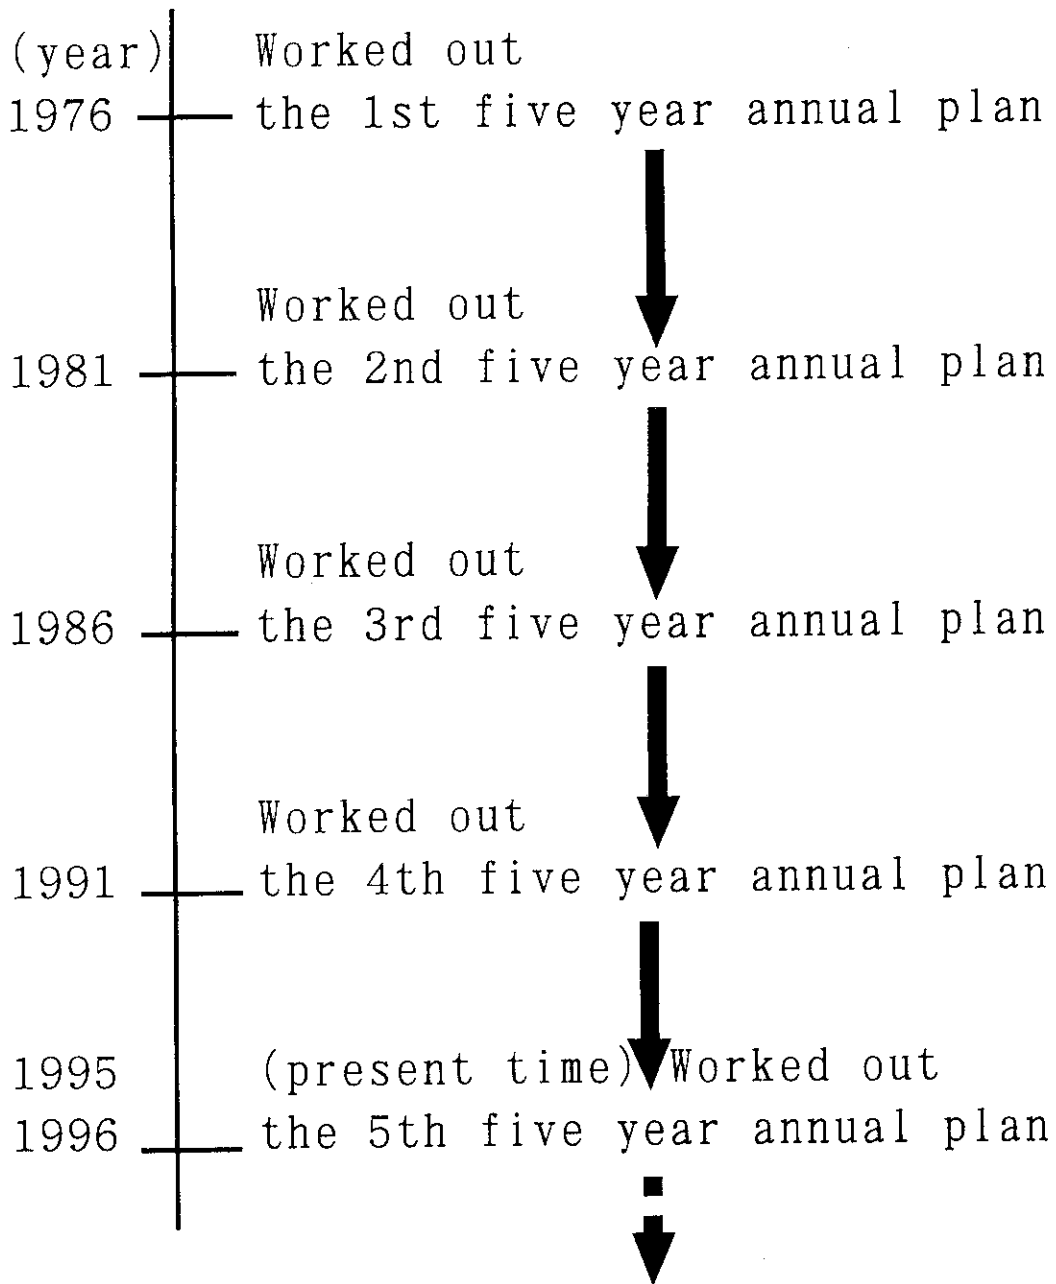 (year) Worked out
1976 the 1st five year annual plan
Worked out
1981 the 2nd five year annual plan
Worked out
1986 the 3rd five year annual plan
Worked out
1991 the 4th five year annual plan
1995 (present time) Worked out
1996 the 5th five year annual plan